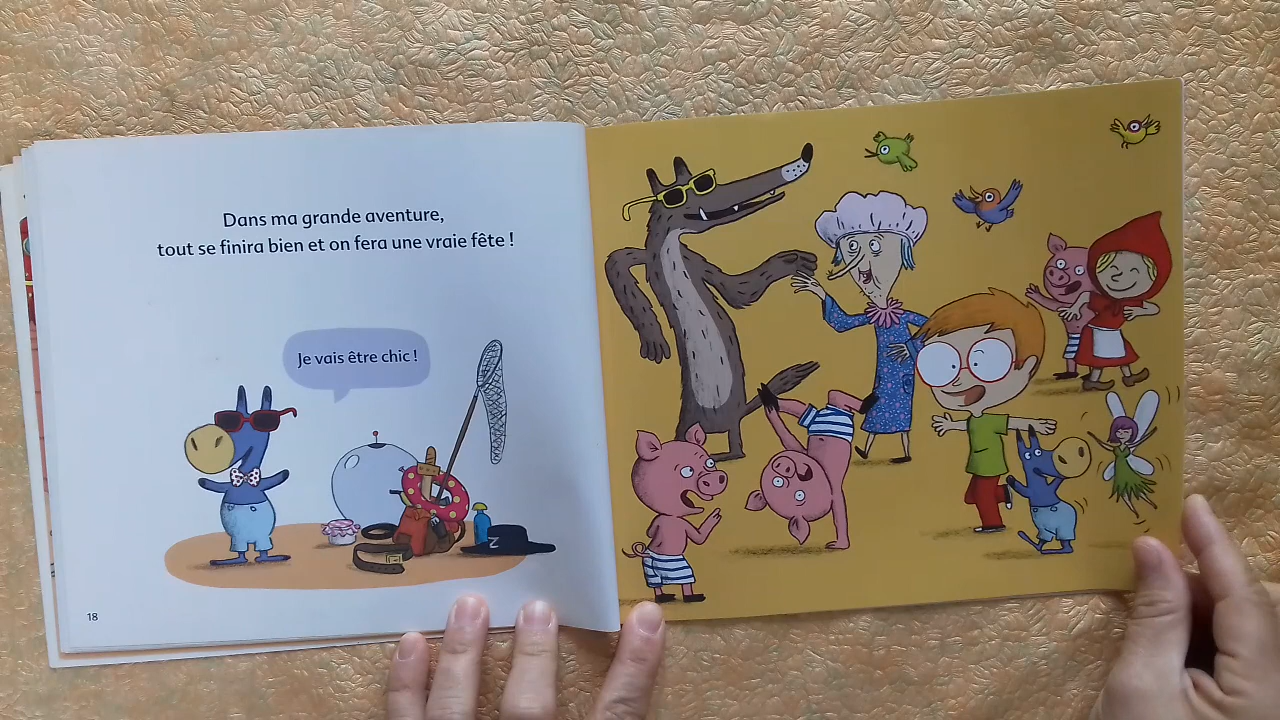 Dans ma grande aventure,
tout se finira bien et on fera une vraie fête !
Je vais être chic !
18